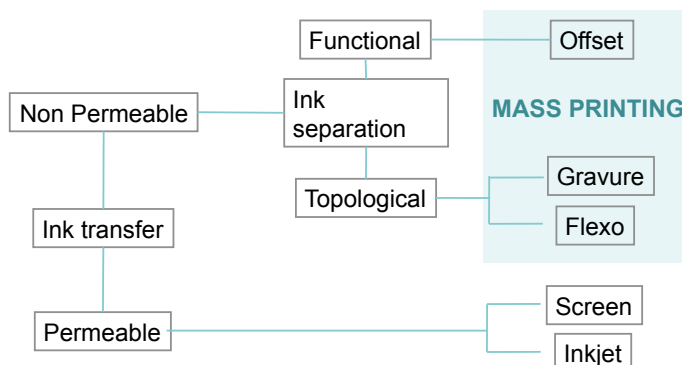 Functional
Offset
Non Permeable
Ink
separation
MASS PRINTING
Topological
Gravure
Flexo
Ink transfer
Permeable
Screen
Inkjet